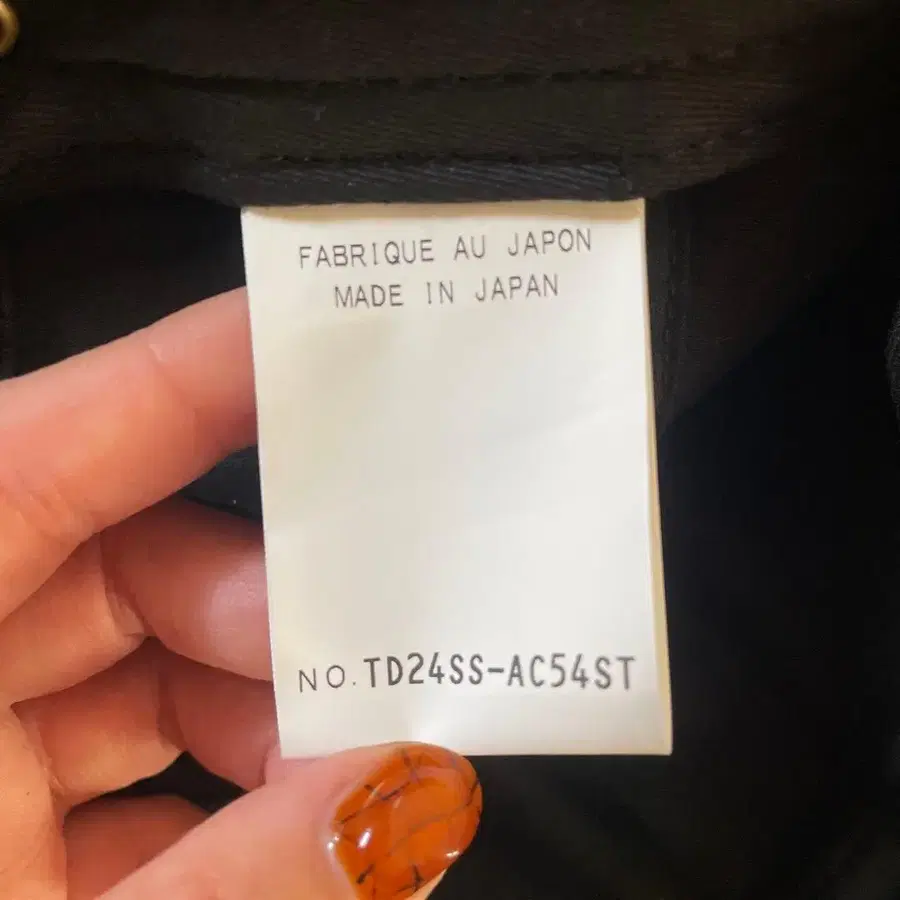 FABRIQUE AU JAPON
MADE IN JAPAN
NO.TD24SS-AC54ST